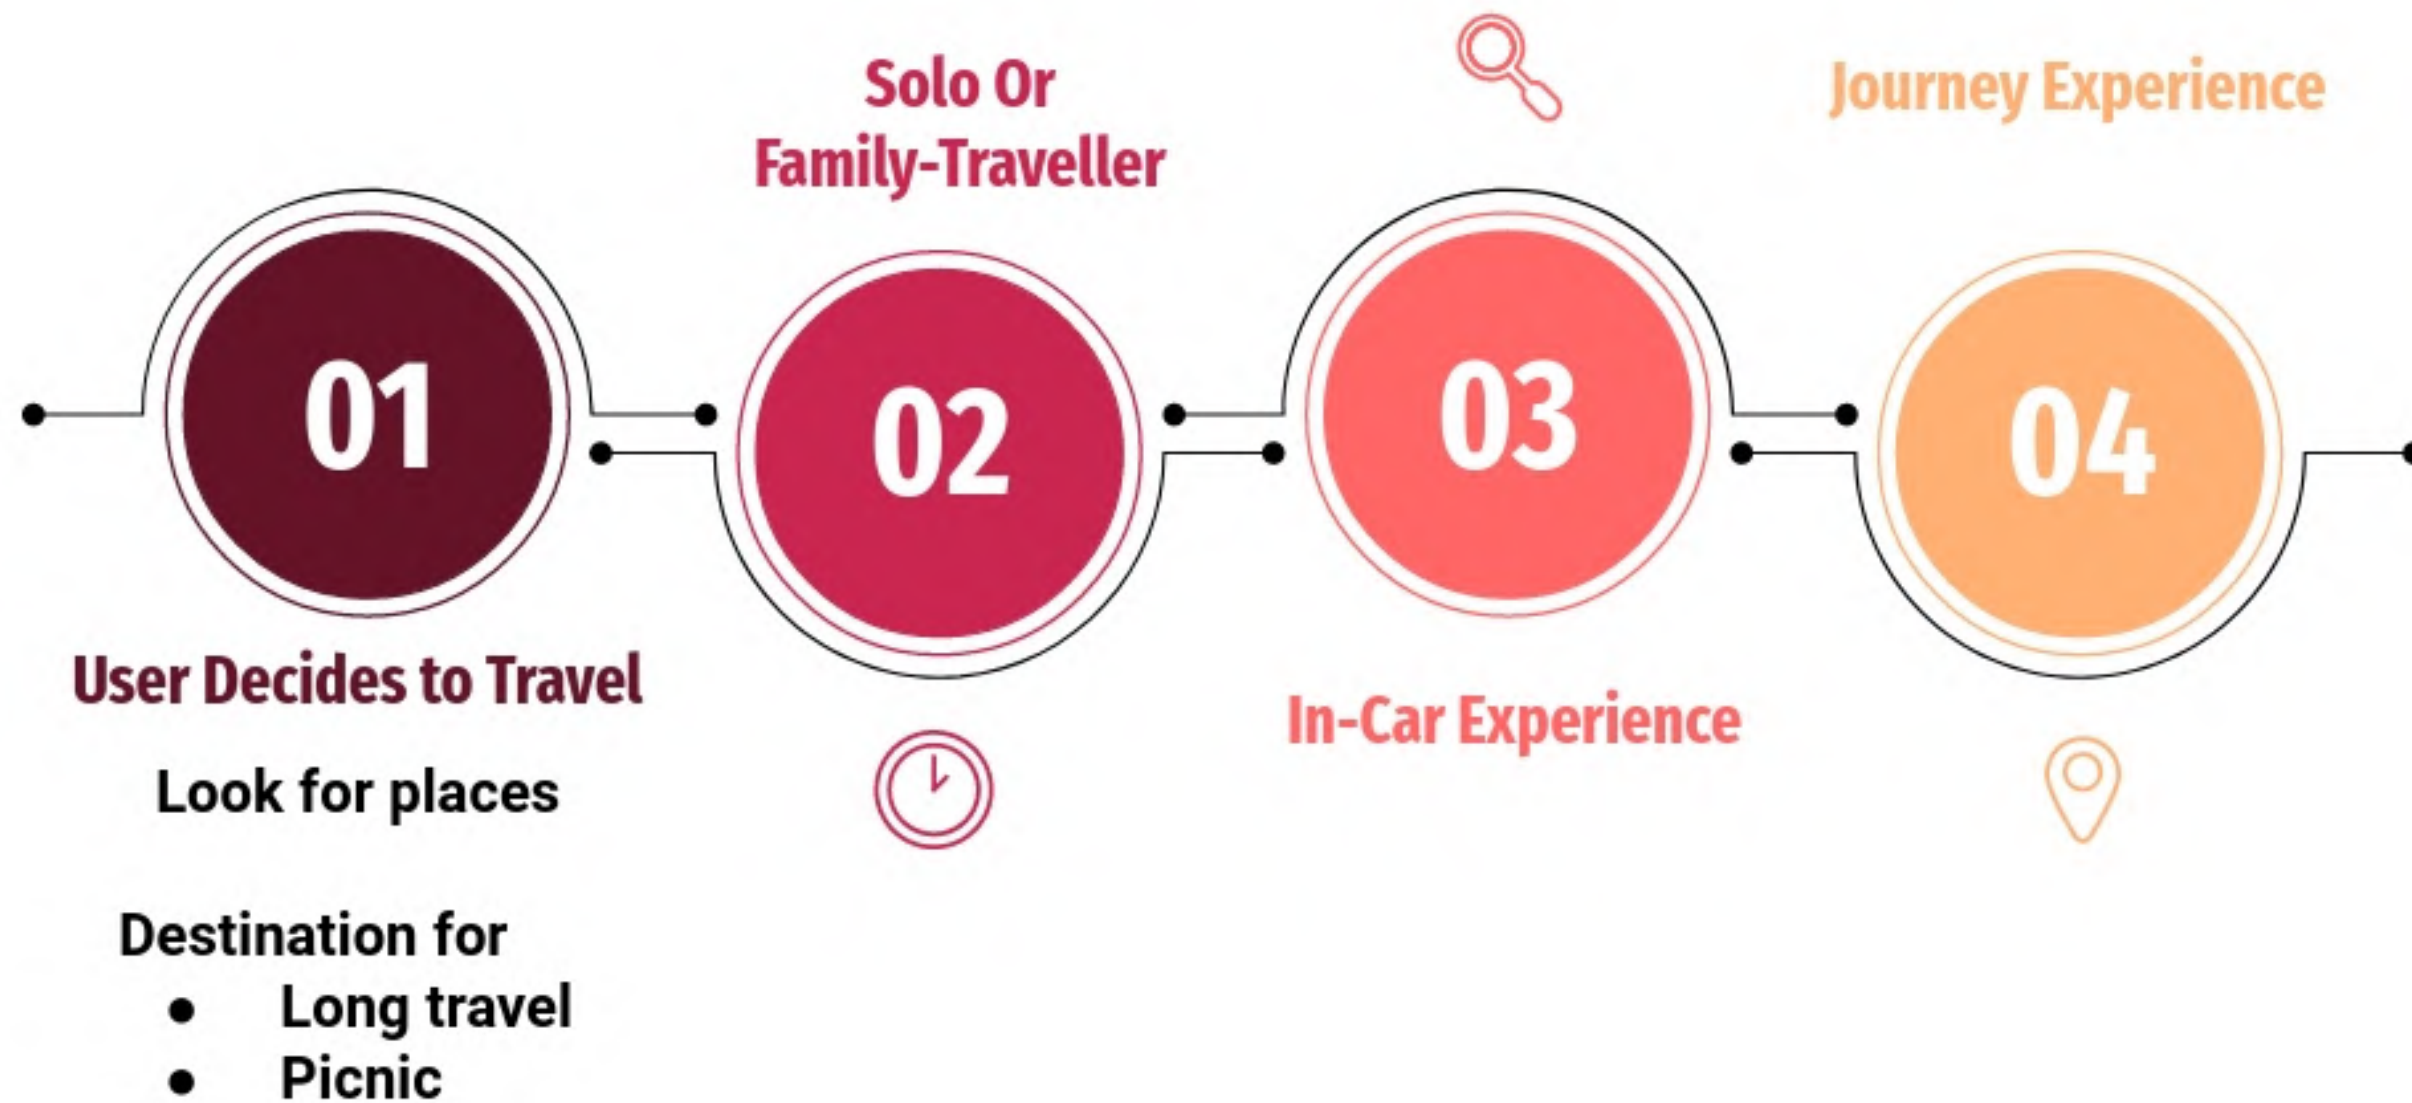 01
User Decides to Travel
Look for places
Destination for
● Long travel
● Picnic
Solo Or
Family-Traveller
02
03
In-Car Experience
Journey Experience
04